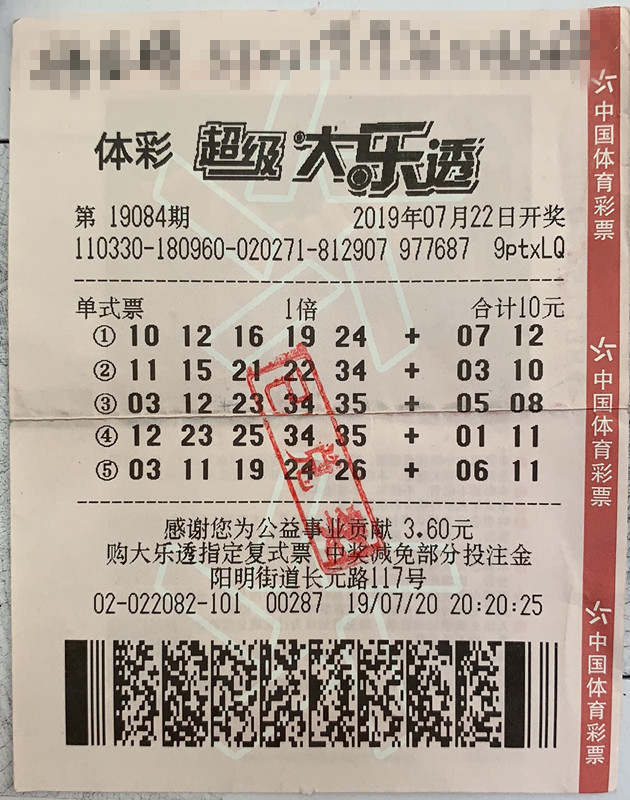 体彩 超级大乐透
第 19084期 2019年07月22日开奖
110330-180960-020271-812907 977687 9ptxLQ
单式票 1倍 合计10元
① 10 12 16 19 24 + 07 12
② 11 15 21 22 34 + 03 10
③ 03 12 23 34 35 + 05 08
④ 12 23 25 34 35 + 01 11
⑤ 03 11 19 24 26 + 06 11
已兑奖
感谢您为公益事业贡献 3.60元
购大乐透指定复式票 中奖减免部分投注金
阳明街道长元路117号
02-022082-101 00287 19/07/20 20:20:25
中国体育彩票
中国体育彩票
中国体育彩票